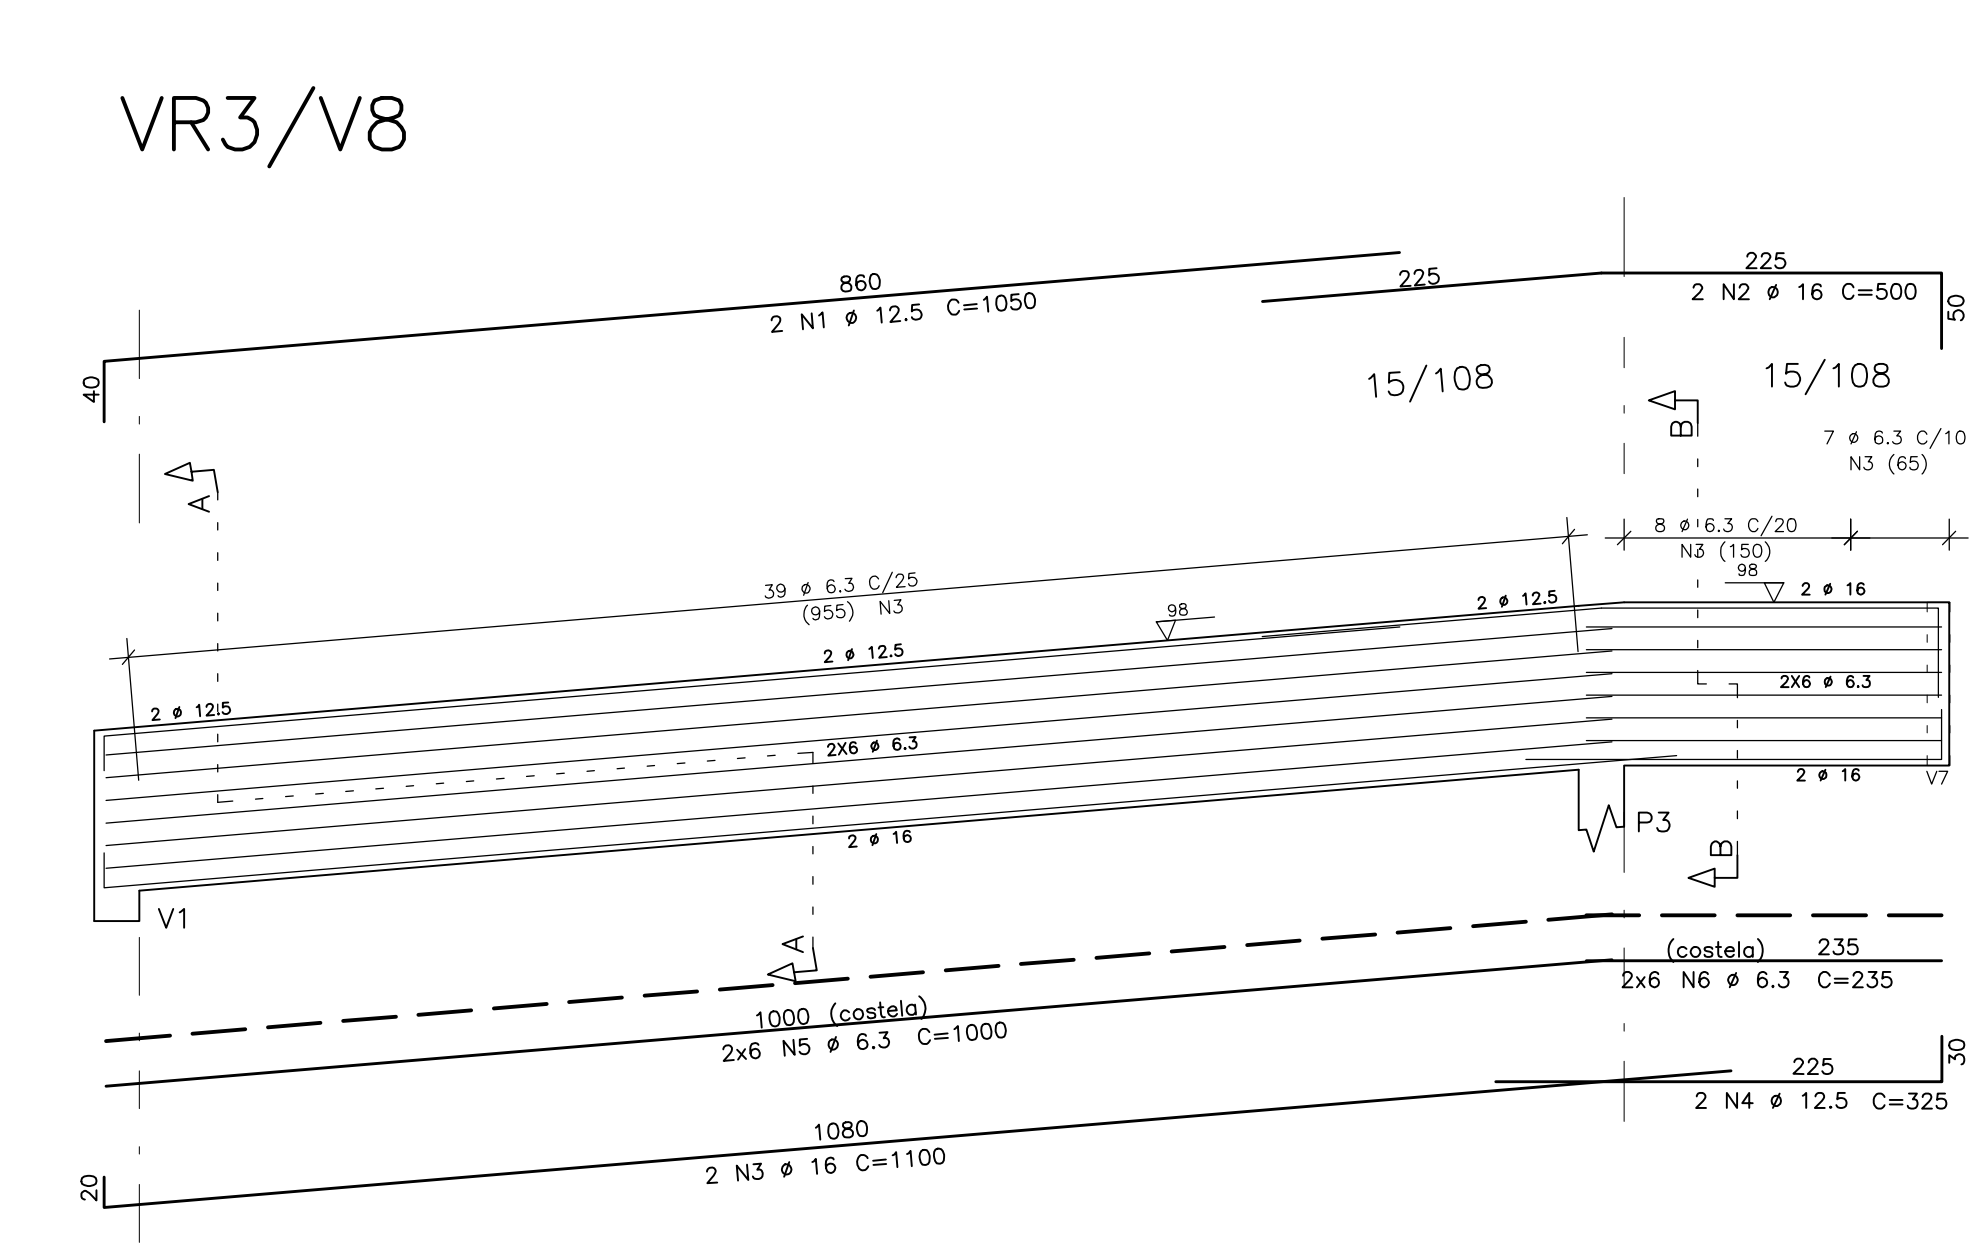 VR3/V8
860
2 N1 ø 12.5 C=1050
225
225
2 N2 ø 16 C=500
50
40
15/108
15/108
B
7 ø 6.3 C/10
N3 (65)
A
8 ø 6.3 C/20
N3 (150)
98
2 ø 16
39 ø 6.3 C/25
(955) N3
98
2 ø 12.5
2 ø 12.5
2 ø 12.5
2X6 ø 6.3
2X6 ø 6.3
2 ø 16
V7
2 ø 16
P3
B
V1
A
(costela) 235
2x6 N6 ø 6.3 C=235
1000 (costela)
2x6 N5 ø 6.3 C=1000
30
225
2 N4 ø 12.5 C=325
1080
2 N3 ø 16 C=1100
20